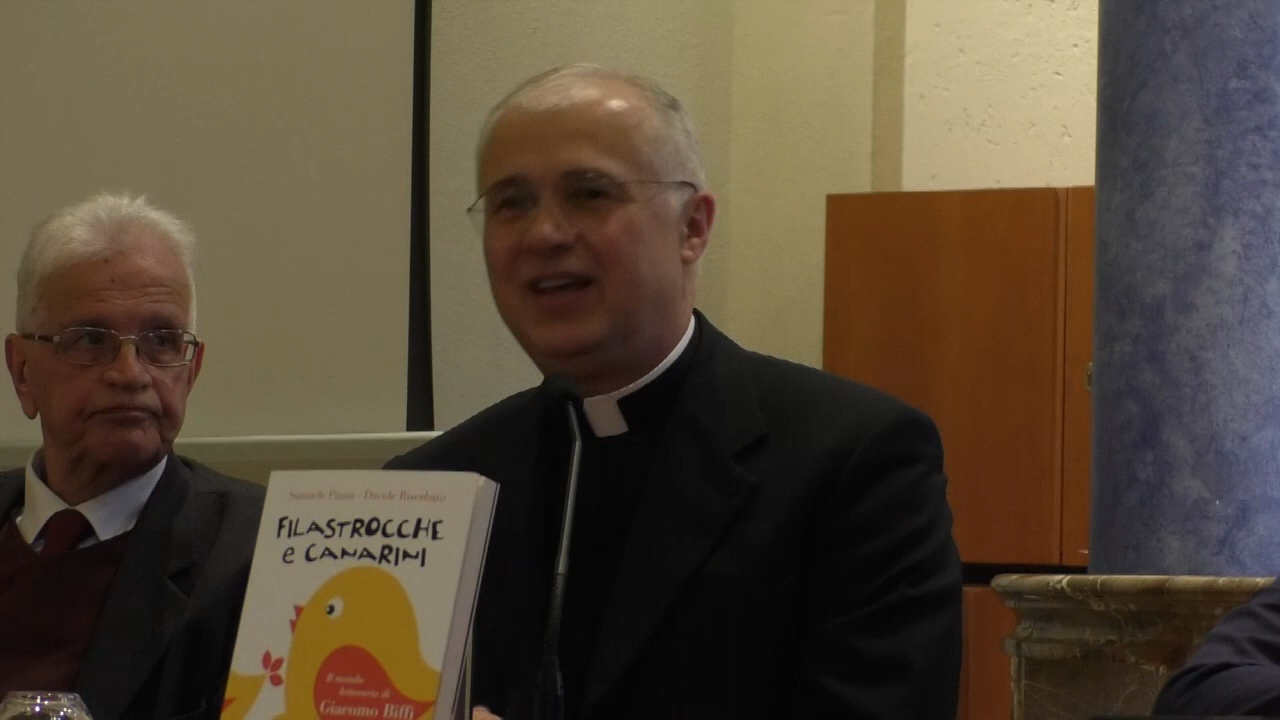 Samuele Pinna - Davide Riserbato
FILASTROCCHE
e CANARINI
Il mondo
letterario di
Giacomo Biffi